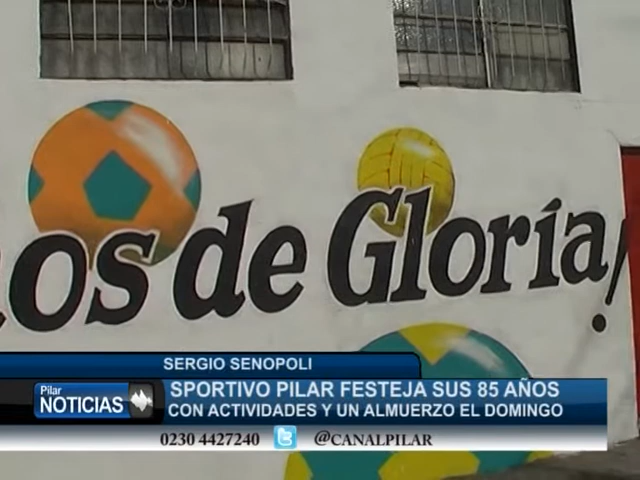 os de Gloría!
SERGIO SENOPOLI
Pilar
NOTICIAS
SPORTIVO PILAR FESTEJA SUS 85 AÑOS
CON ACTIVIDADES Y UN ALMUERZO EL DOMINGO
0230 4427240 @CANALPILAR